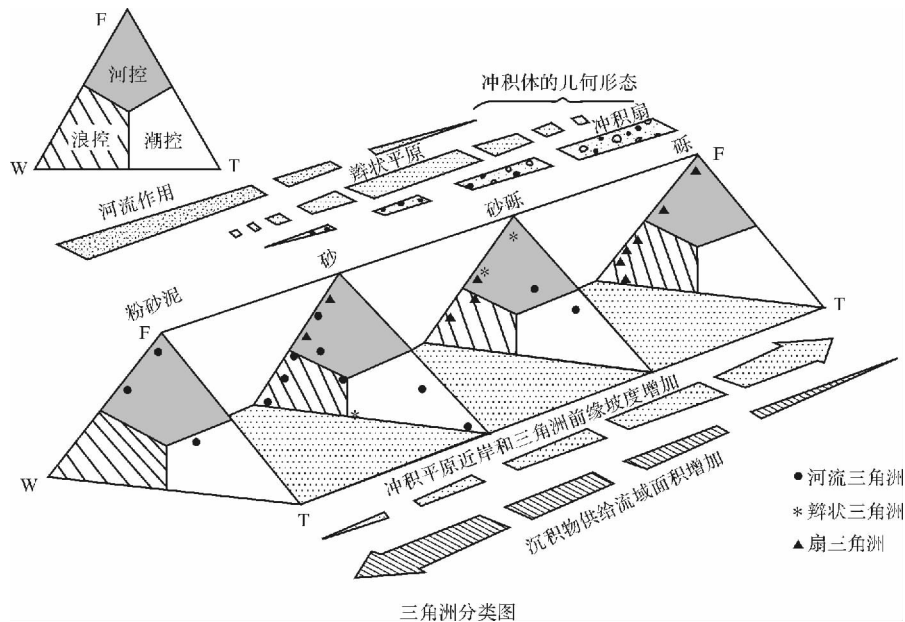 F
河控
浪控
潮控
W
T
冲积体的几何形态
冲积扇
辫状平原
河流作用
砾
F
砂砾
砂
粉砂泥
F
T
W
T
冲积平原近岸和三角洲前缘坡度增加
沉积物供给流域面积增加
● 河流三角洲
* 辫状三角洲
▲ 扇三角洲
三角洲分类图